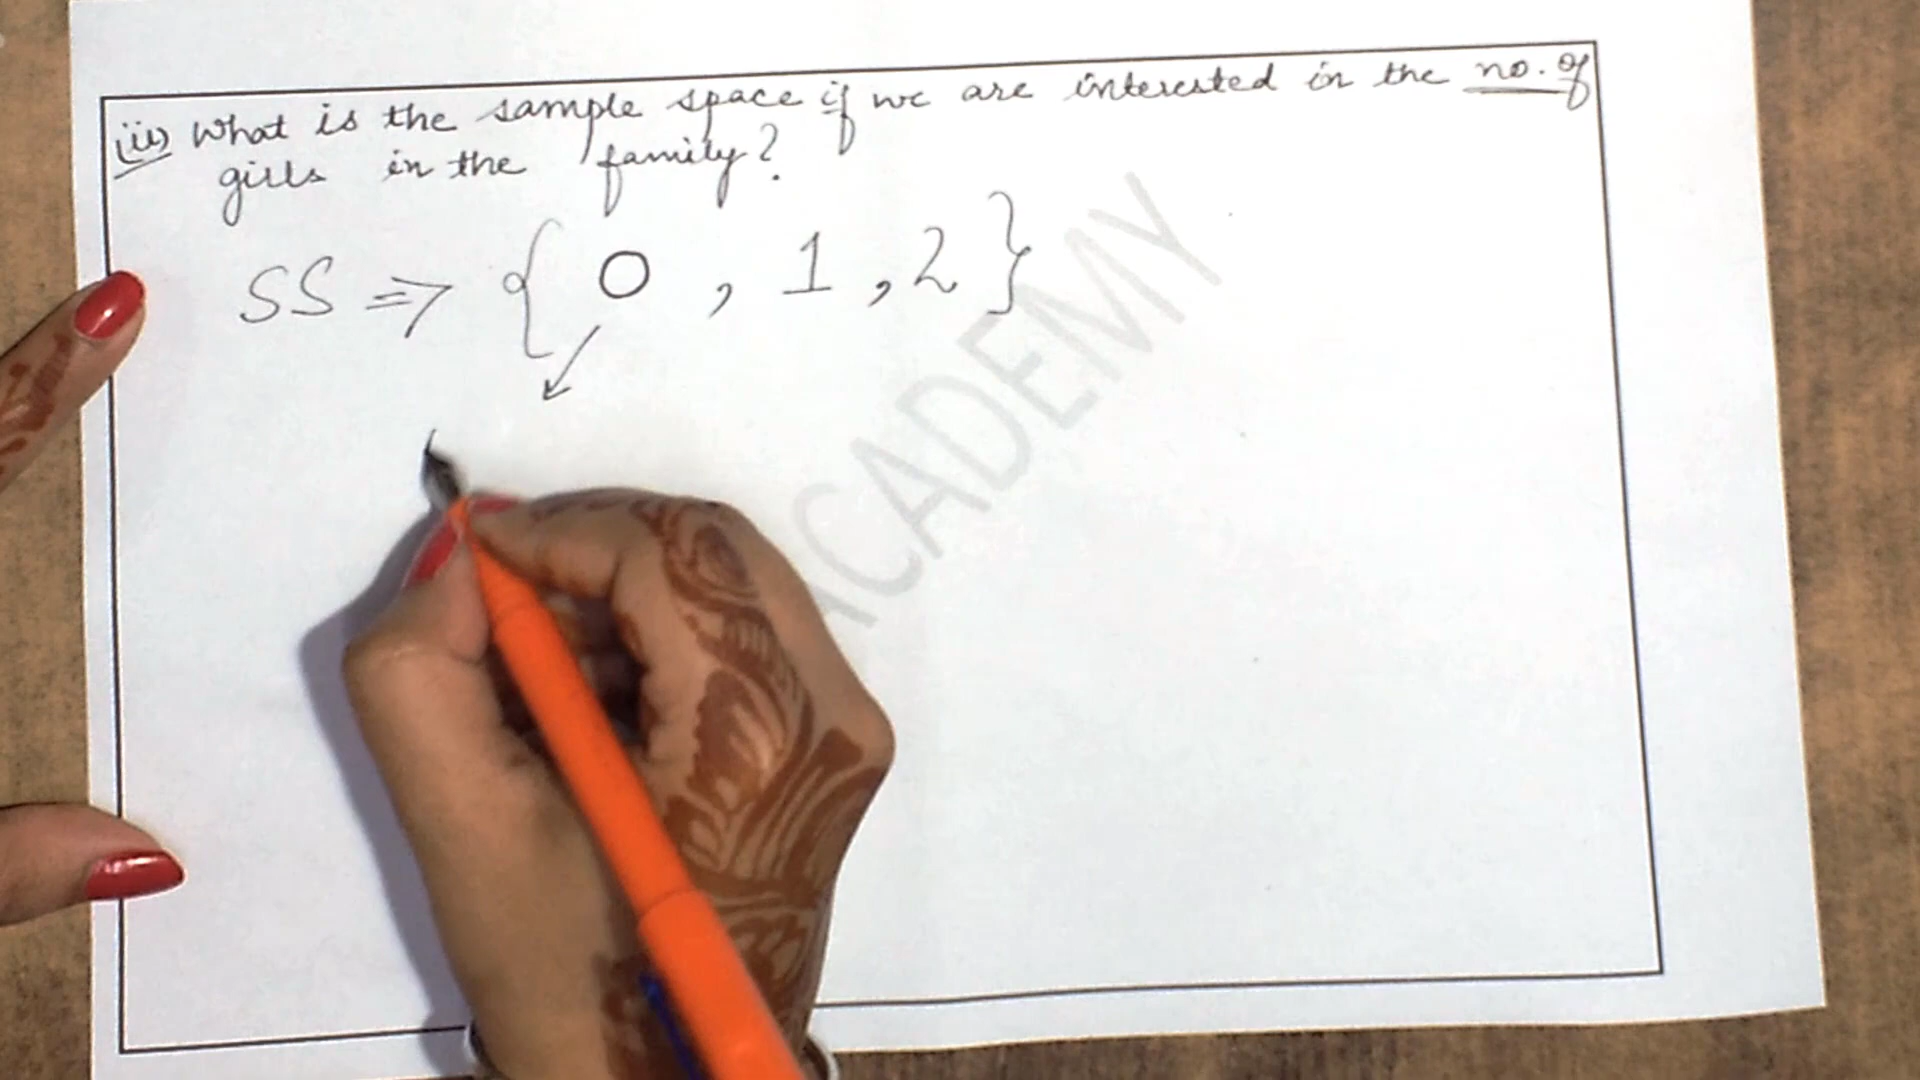 (ii) What is the sample space if we are interested in the no. of
girls in the family?
SS => { 0 , 1 , 2 }
ACADEMY